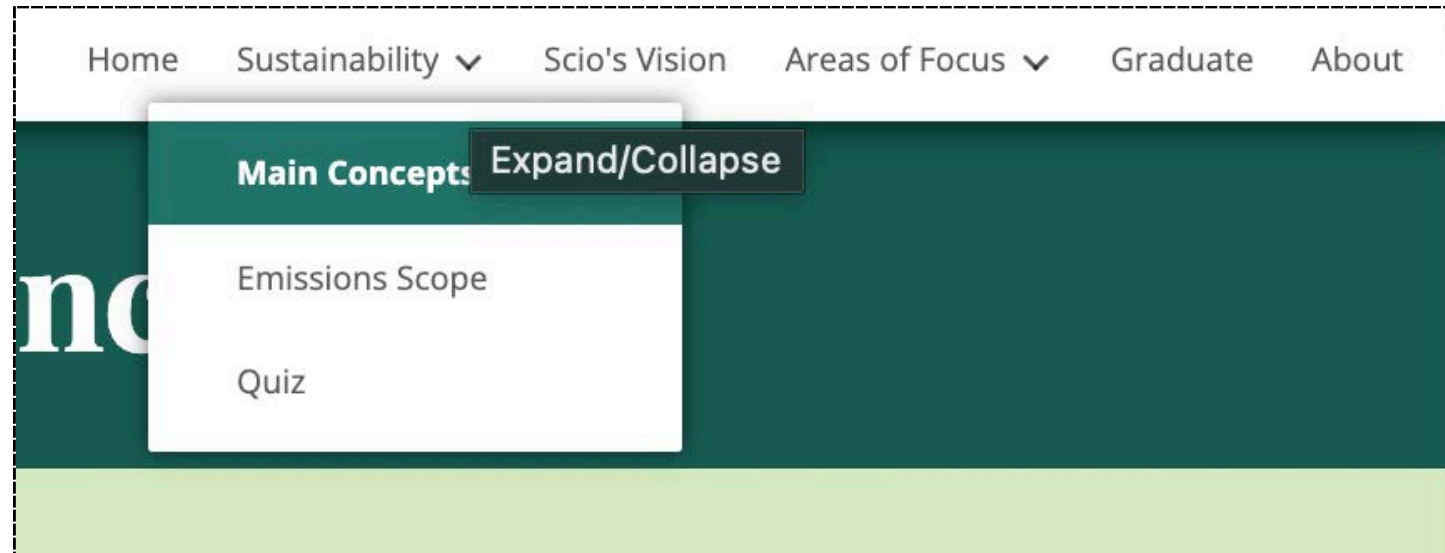 Home Sustainability Scio's Vision Areas of Focus Graduate About
Main Concepts Expand/Collapse
Emissions Scope
Quiz